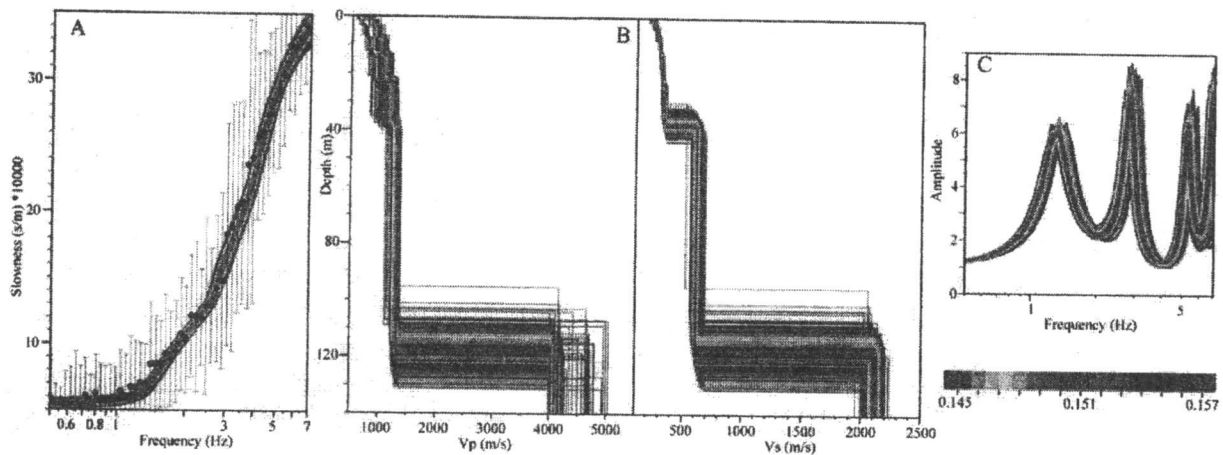 A
Slowness (s/m) *10000
30
20
10
0.6 0.8 1 3 5 7
Frequency (Hz)
B
Depth (m)
0
40
80
120
1000 2000 3000 4000 5000
Vp (m/s)
500 1000 1500 2000 2500
Vs (m/s)
C
Amplitude
8
6
4
2
0
1 5
Frequency (Hz)
0.145 0.151 0.157